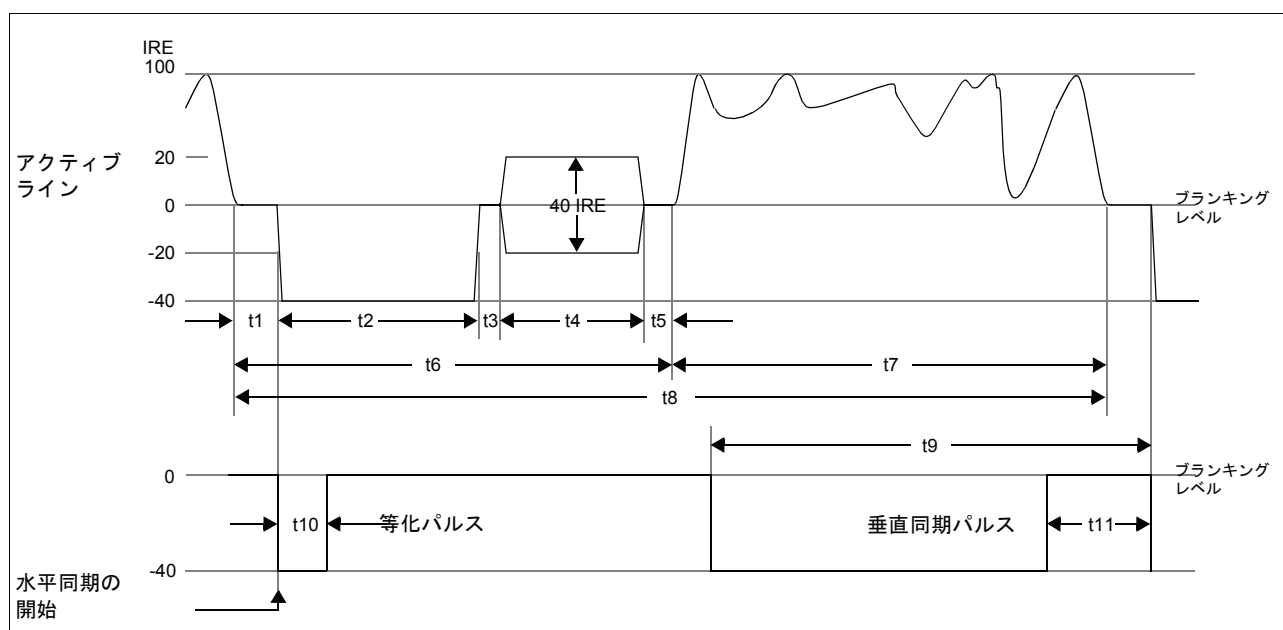 IRE
100
アクティブ
ライン
20
0
-20
-40
40 IRE
ブランキング
レベル
t1
t2
t3
t4
t5
t6
t7
t8
t9
0
ブランキング
レベル
t10
等化パルス
垂直同期パルス
t11
-40
水平同期の
開始